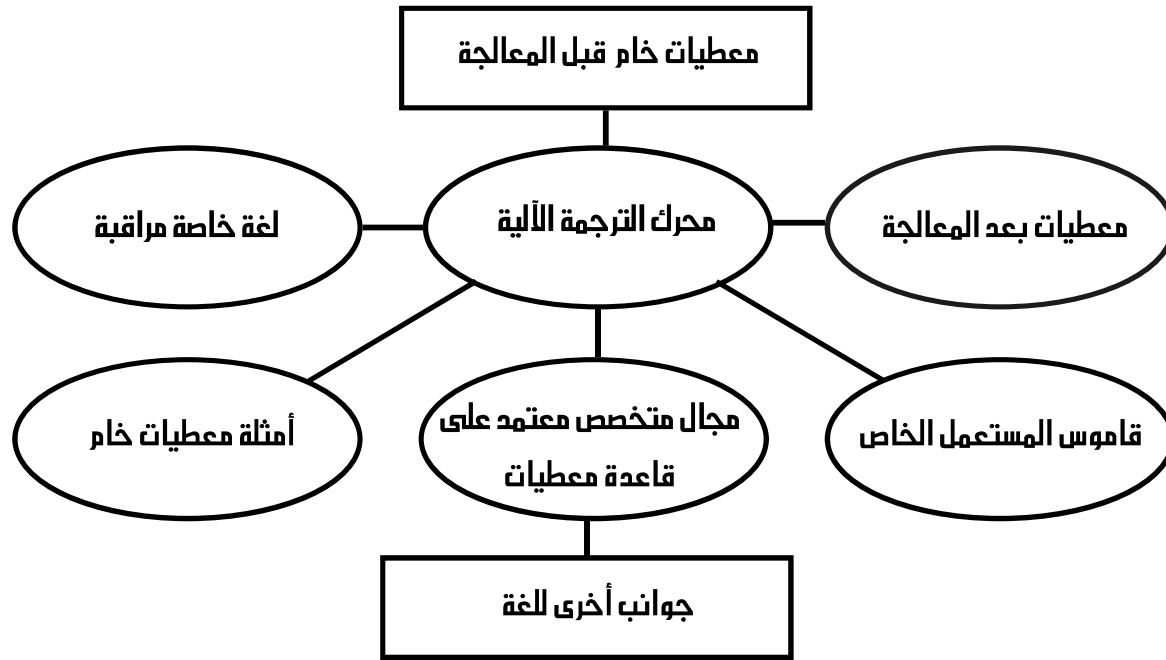 معطيات خام قبل المعالجة
معطيات بعد المعالجة
محرك الترجمة الآلية
لغة خاصة مراقبة
قاموس المستعمل الخاص
مجال متخصص معتمد على
قاعدة معطيات
أمثلة معطيات خام
جوانب أخرى للغة